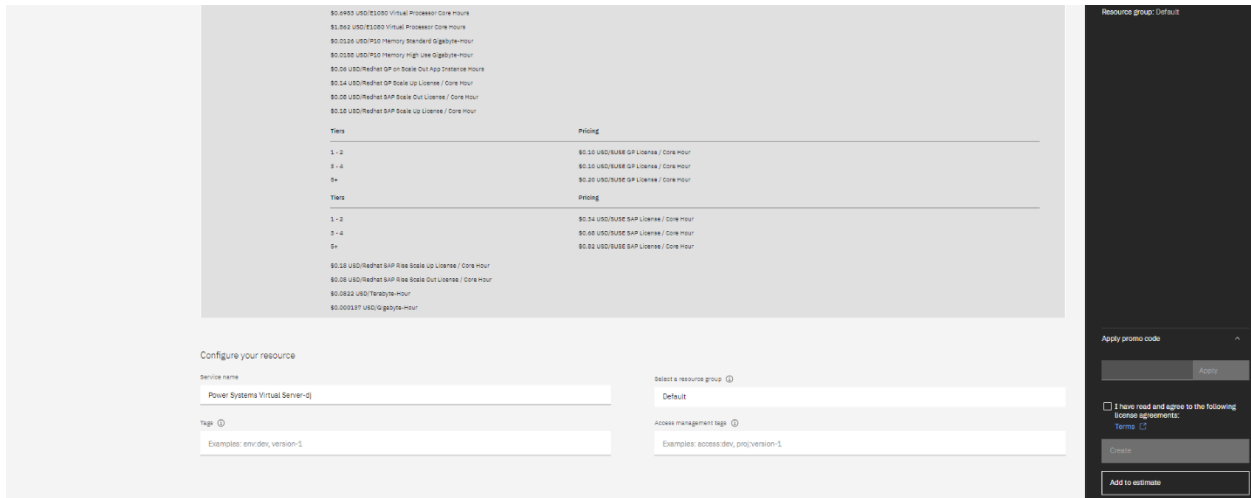 $0.6953 USD/E1050 Virtual Processor Core Hours
$1.562 USD/E1080 Virtual Processor Core Hours
$0.0126 USD/P10 Memory Standard Gigabyte-Hour
$0.0188 USD/P10 Memory High Use Gigabyte-Hour
$0.06 USD/Redhat GP on Scale Out App Instance Hours
$0.14 USD/Redhat GP Scale Up License / Core Hour
$0.08 USD/Redhat SAP Scale Out License / Core Hour
$0.18 USD/Redhat SAP Scale Up License / Core Hour
Tiers Pricing
1 - 2 $0.10 USD/SUSE GP License / Core Hour
3 - 4 $0.10 USD/SUSE GP License / Core Hour
5+ $0.20 USD/SUSE GP License / Core Hour
Tiers Pricing
1 - 2 $0.34 USD/SUSE SAP License / Core Hour
3 - 4 $0.68 USD/SUSE SAP License / Core Hour
5+ $0.82 USD/SUSE SAP License / Core Hour
$0.18 USD/Redhat SAP Rise Scale Up License / Core Hour
$0.08 USD/Redhat SAP Rise Scale Out License / Core Hour
$0.0822 USD/Terabyte-Hour
$0.000137 USD/Gigabyte-Hour
Configure your resource
Service name
Power Systems Virtual Server-dj
Select a resource group
Default
Tags
Examples: env:dev, version-1
Access management tags
Examples: access:dev, proj:version-1
Resource group: Default
Apply promo code
Apply
I have read and agree to the following
license agreements:
Terms
Create
Add to estimate